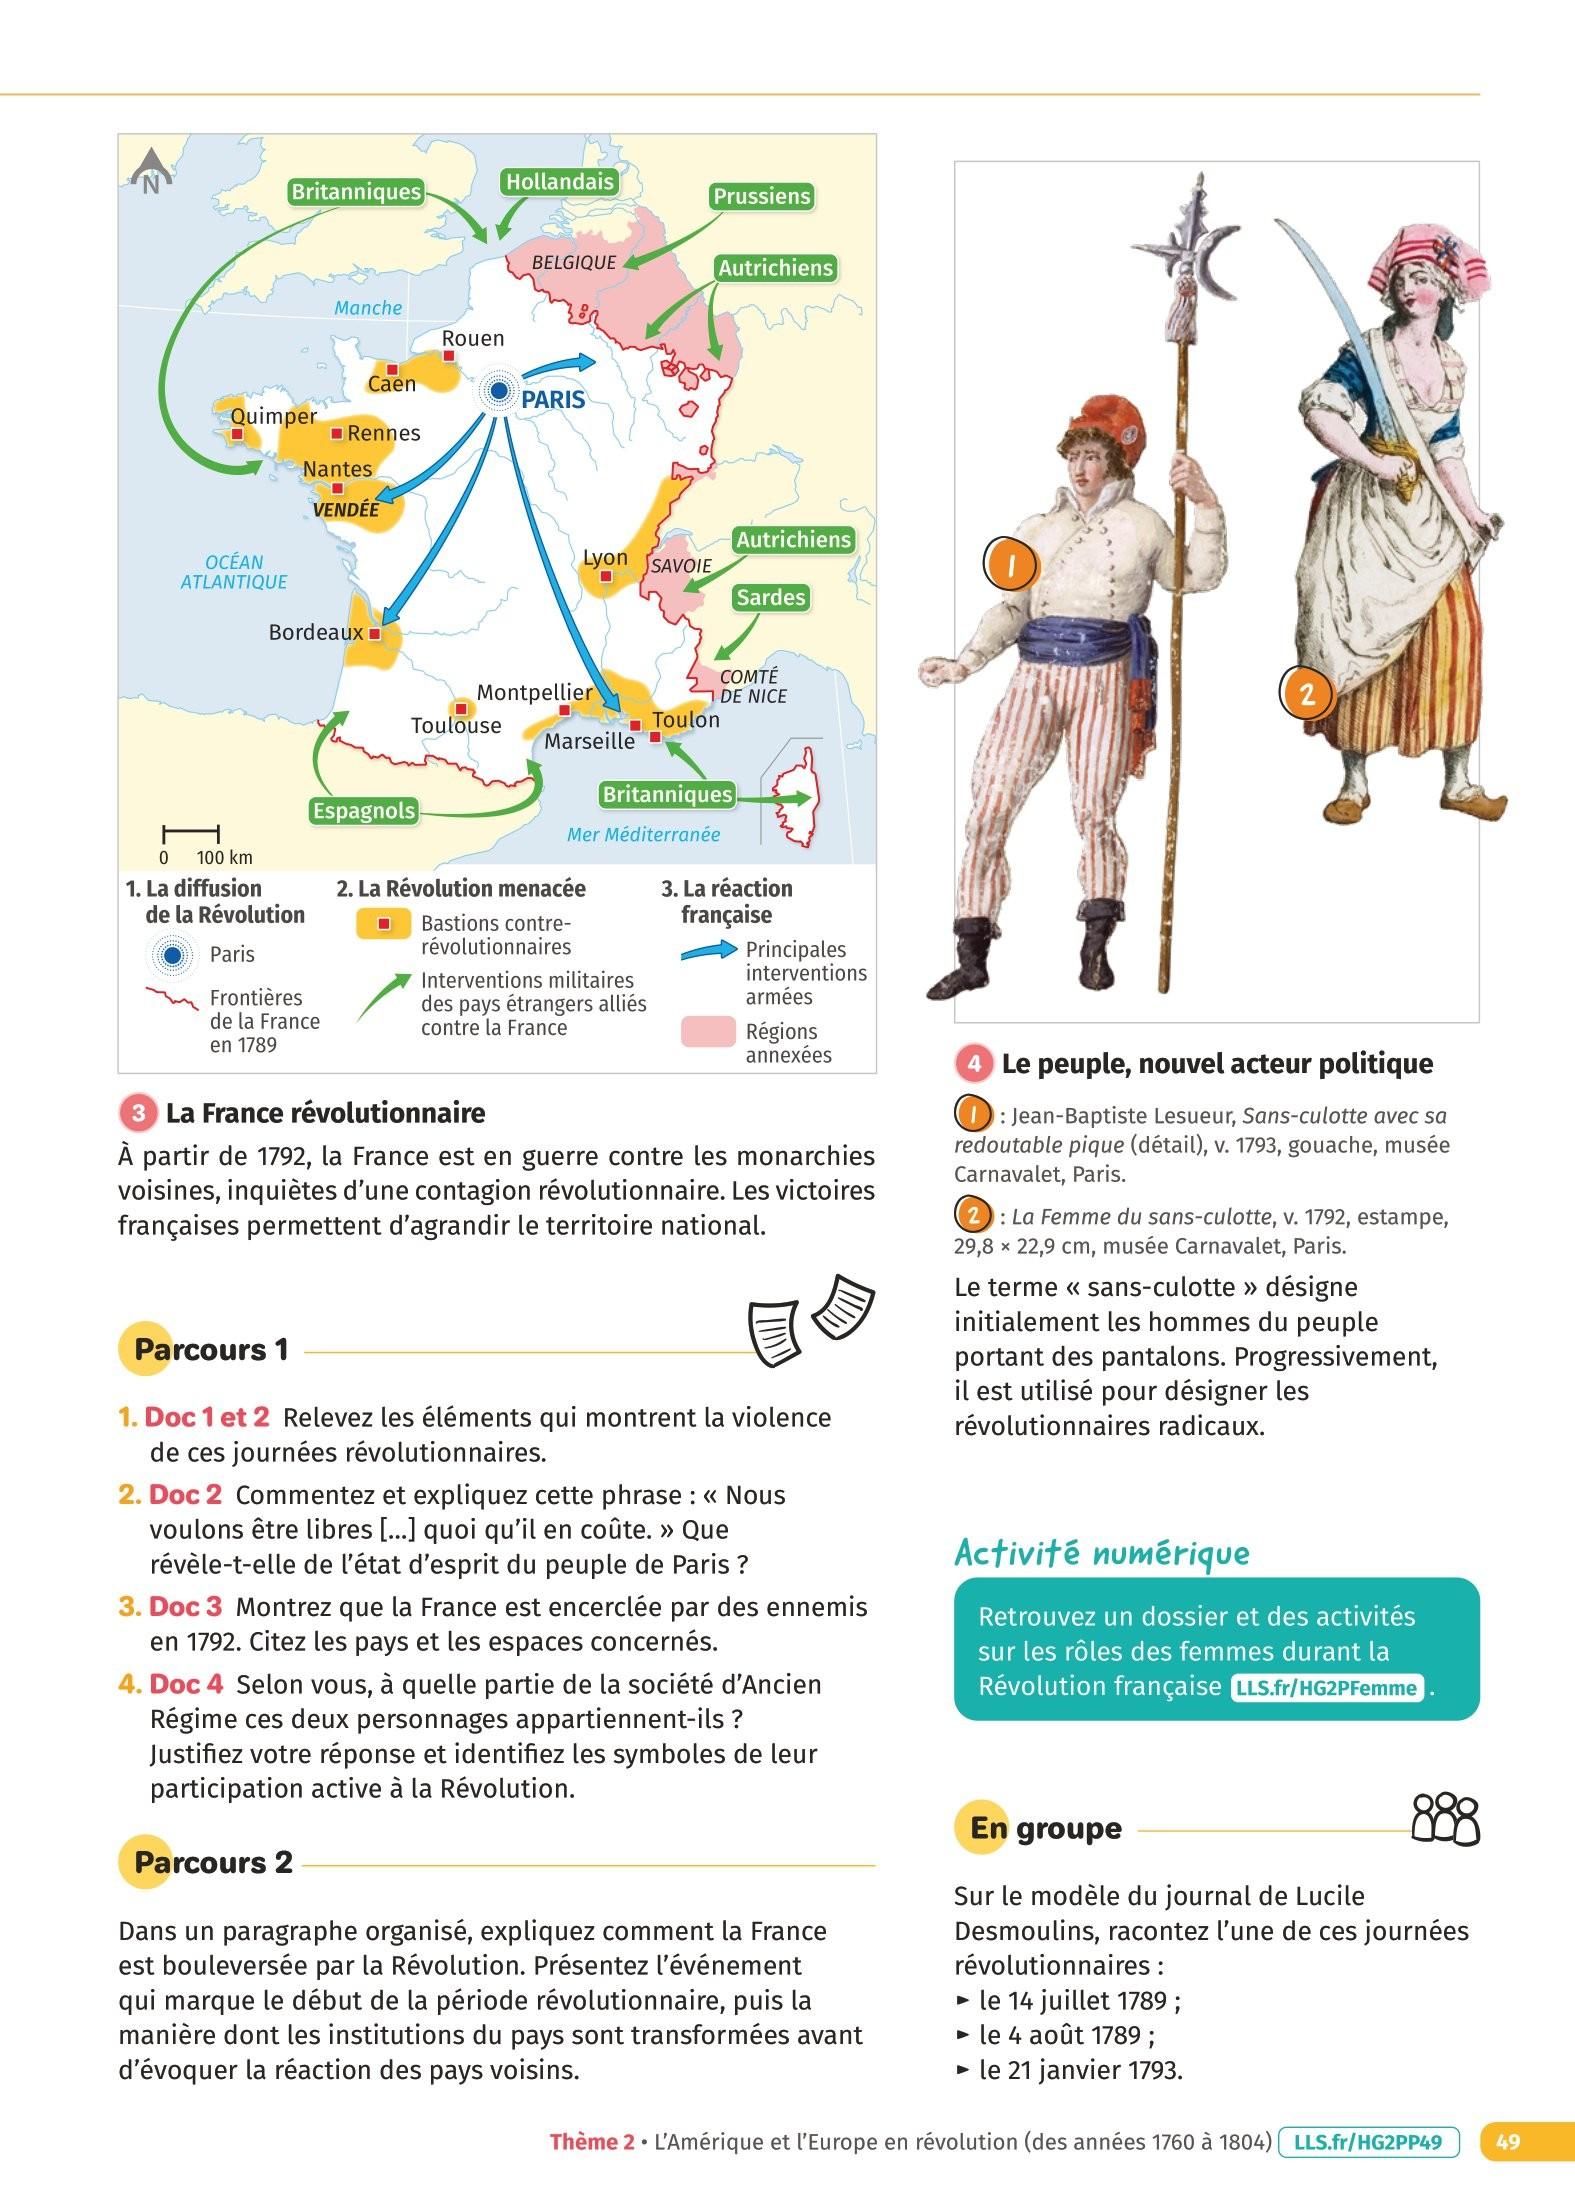 N
Britanniques
Hollandais
Prussiens
BELGIQUE
Autrichiens
Manche
Rouen
Caen
PARIS
Quimper
Rennes
Nantes
VENDÉE
OCÉAN
ATLANTIQUE
Lyon
SAVOIE
Autrichiens
Sardes
Bordeaux
COMTÉ
DE NICE
Montpellier
Toulouse
Toulon
Marseille
Espagnols
Britanniques
Mer Méditerranée
0 100 km
1. La diffusion
de la Révolution
Paris
Frontières
de la France
en 1789
2. La Révolution menacée
Bastions contre-
révolutionnaires
Interventions militaires
des pays étrangers alliés
contre la France
3. La réaction
française
Principales
interventions
armées
Régions
annexées
3 La France révolutionnaire
À partir de 1792, la France est en guerre contre les monarchies
voisines, inquiètes d’une contagion révolutionnaire. Les victoires
françaises permettent d’agrandir le territoire national.
1
2
4 Le peuple, nouvel acteur politique
1 : Jean-Baptiste Lesueur, Sans-culotte avec sa
redoutable pique (détail), v. 1793, gouache, musée
Carnavalet, Paris.
2 : La Femme du sans-culotte, v. 1792, estampe,
29,8 × 22,9 cm, musée Carnavalet, Paris.
Le terme « sans-culotte » désigne
initialement les hommes du peuple
portant des pantalons. Progressivement,
il est utilisé pour désigner les
révolutionnaires radicaux.
Parcours 1
1. Doc 1 et 2 Relevez les éléments qui montrent la violence
de ces journées révolutionnaires.
2. Doc 2 Commentez et expliquez cette phrase : « Nous
voulons être libres [...] quoi qu’il en coûte. » Que
révèle-t-elle de l’état d’esprit du peuple de Paris ?
3. Doc 3 Montrez que la France est encerclée par des ennemis
en 1792. Citez les pays et les espaces concernés.
4. Doc 4 Selon vous, à quelle partie de la société d’Ancien
Régime ces deux personnages appartiennent-ils ?
Justifiez votre réponse et identifiez les symboles de leur
participation active à la Révolution.
Parcours 2
Dans un paragraphe organisé, expliquez comment la France
est bouleversée par la Révolution. Présentez l’événement
qui marque le début de la période révolutionnaire, puis la
manière dont les institutions du pays sont transformées avant
d’évoquer la réaction des pays voisins.
Activité numérique
Retrouvez un dossier et des activités
sur les rôles des femmes durant la
Révolution française LLS.fr/HG2PFemme .
En groupe
Sur le modèle du journal de Lucile
Desmoulins, racontez l’une de ces journées
révolutionnaires :
► le 14 juillet 1789 ;
► le 4 août 1789 ;
► le 21 janvier 1793.
Thème 2 • L’Amérique et l’Europe en révolution (des années 1760 à 1804) LLS.fr/HG2PP49 49